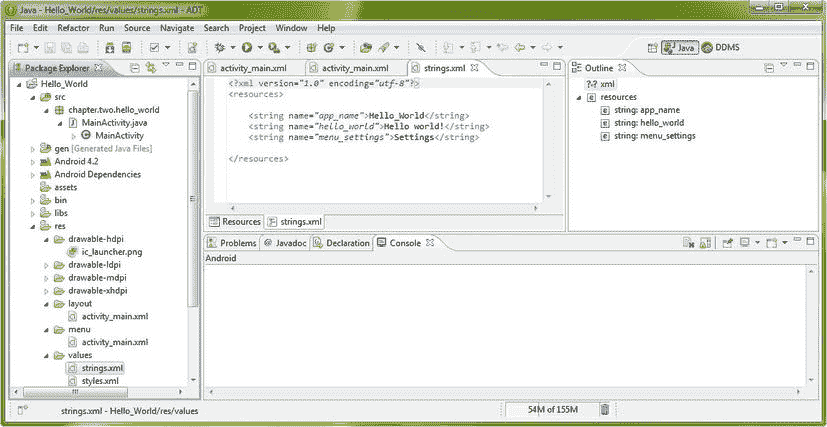 Java - Hello_World/res/values/strings.xml - ADT
File Edit Refactor Run Source Navigate Search Project Window Help
Java DDMS
Package Explorer
Hello_World
src
chapter.two.hello_world
MainActivity.java
MainActivity
gen [Generated Java Files]
Android 4.2
Android Dependencies
assets
bin
libs
res
drawable-hdpi
ic_launcher.png
drawable-ldpi
drawable-mdpi
drawable-xhdpi
layout
activity_main.xml
menu
activity_main.xml
values
strings.xml
styles.xml
activity_main.xml activity_main.xml strings.xml
<?xml version="1.0" encoding="utf-8"?>
<resources>
<string name="app_name">Hello_World</string>
<string name="hello_world">Hello world!</string>
<string name="menu_settings">Settings</string>
</resources>
Resources strings.xml
Outline
?-? xml
e resources
e string: app_name
e string: hello_world
e string: menu_settings
Problems @ Javadoc Declaration Console
Android
strings.xml - Hello_World/res/values
54M of 155M